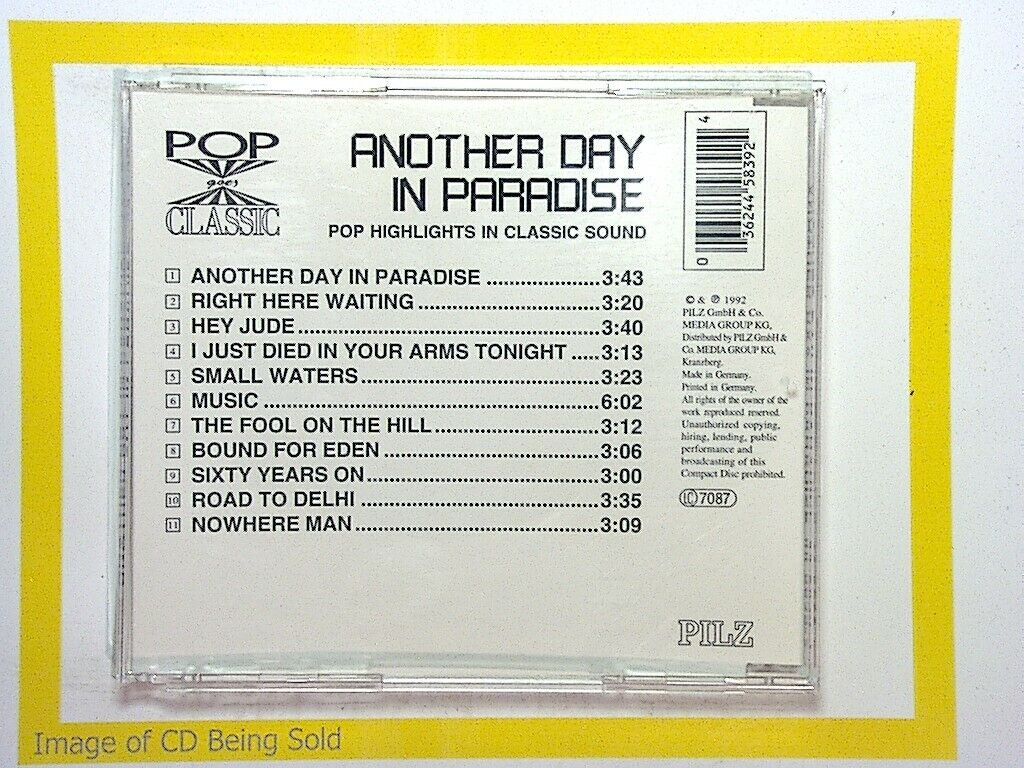 POP
goes
CLASSIC
ANOTHER DAY
IN PARADISE
POP HIGHLIGHTS IN CLASSIC SOUND
1 ANOTHER DAY IN PARADISE ....................3:43
2 RIGHT HERE WAITING ................................3:20
3 HEY JUDE ......................................................3:40
4 I JUST DIED IN YOUR ARMS TONIGHT .....3:13
5 SMALL WATERS ..........................................3:23
6 MUSIC ............................................................6:02
7 THE FOOL ON THE HILL .............................3:12
8 BOUND FOR EDEN ......................................3:06
9 SIXTY YEARS ON .........................................3:00
10 ROAD TO DELHI ..........................................3:35
11 NOWHERE MAN ...........................................3:09
0 36244 58392 4
© & ℗ 1992
PILZ GmbH & Co.
MEDIA GROUP KG,
Distributed by PILZ GmbH &
Co. MEDIA GROUP KG,
Kranzberg.
Made in Germany.
Printed in Germany.
All rights of the owner of the
work reproduced reserved.
Unauthorized copying,
hiring, lending, public
performance and
broadcasting of this
Compact Disc prohibited.
LC 7087
PILZ
Image of CD Being Sold